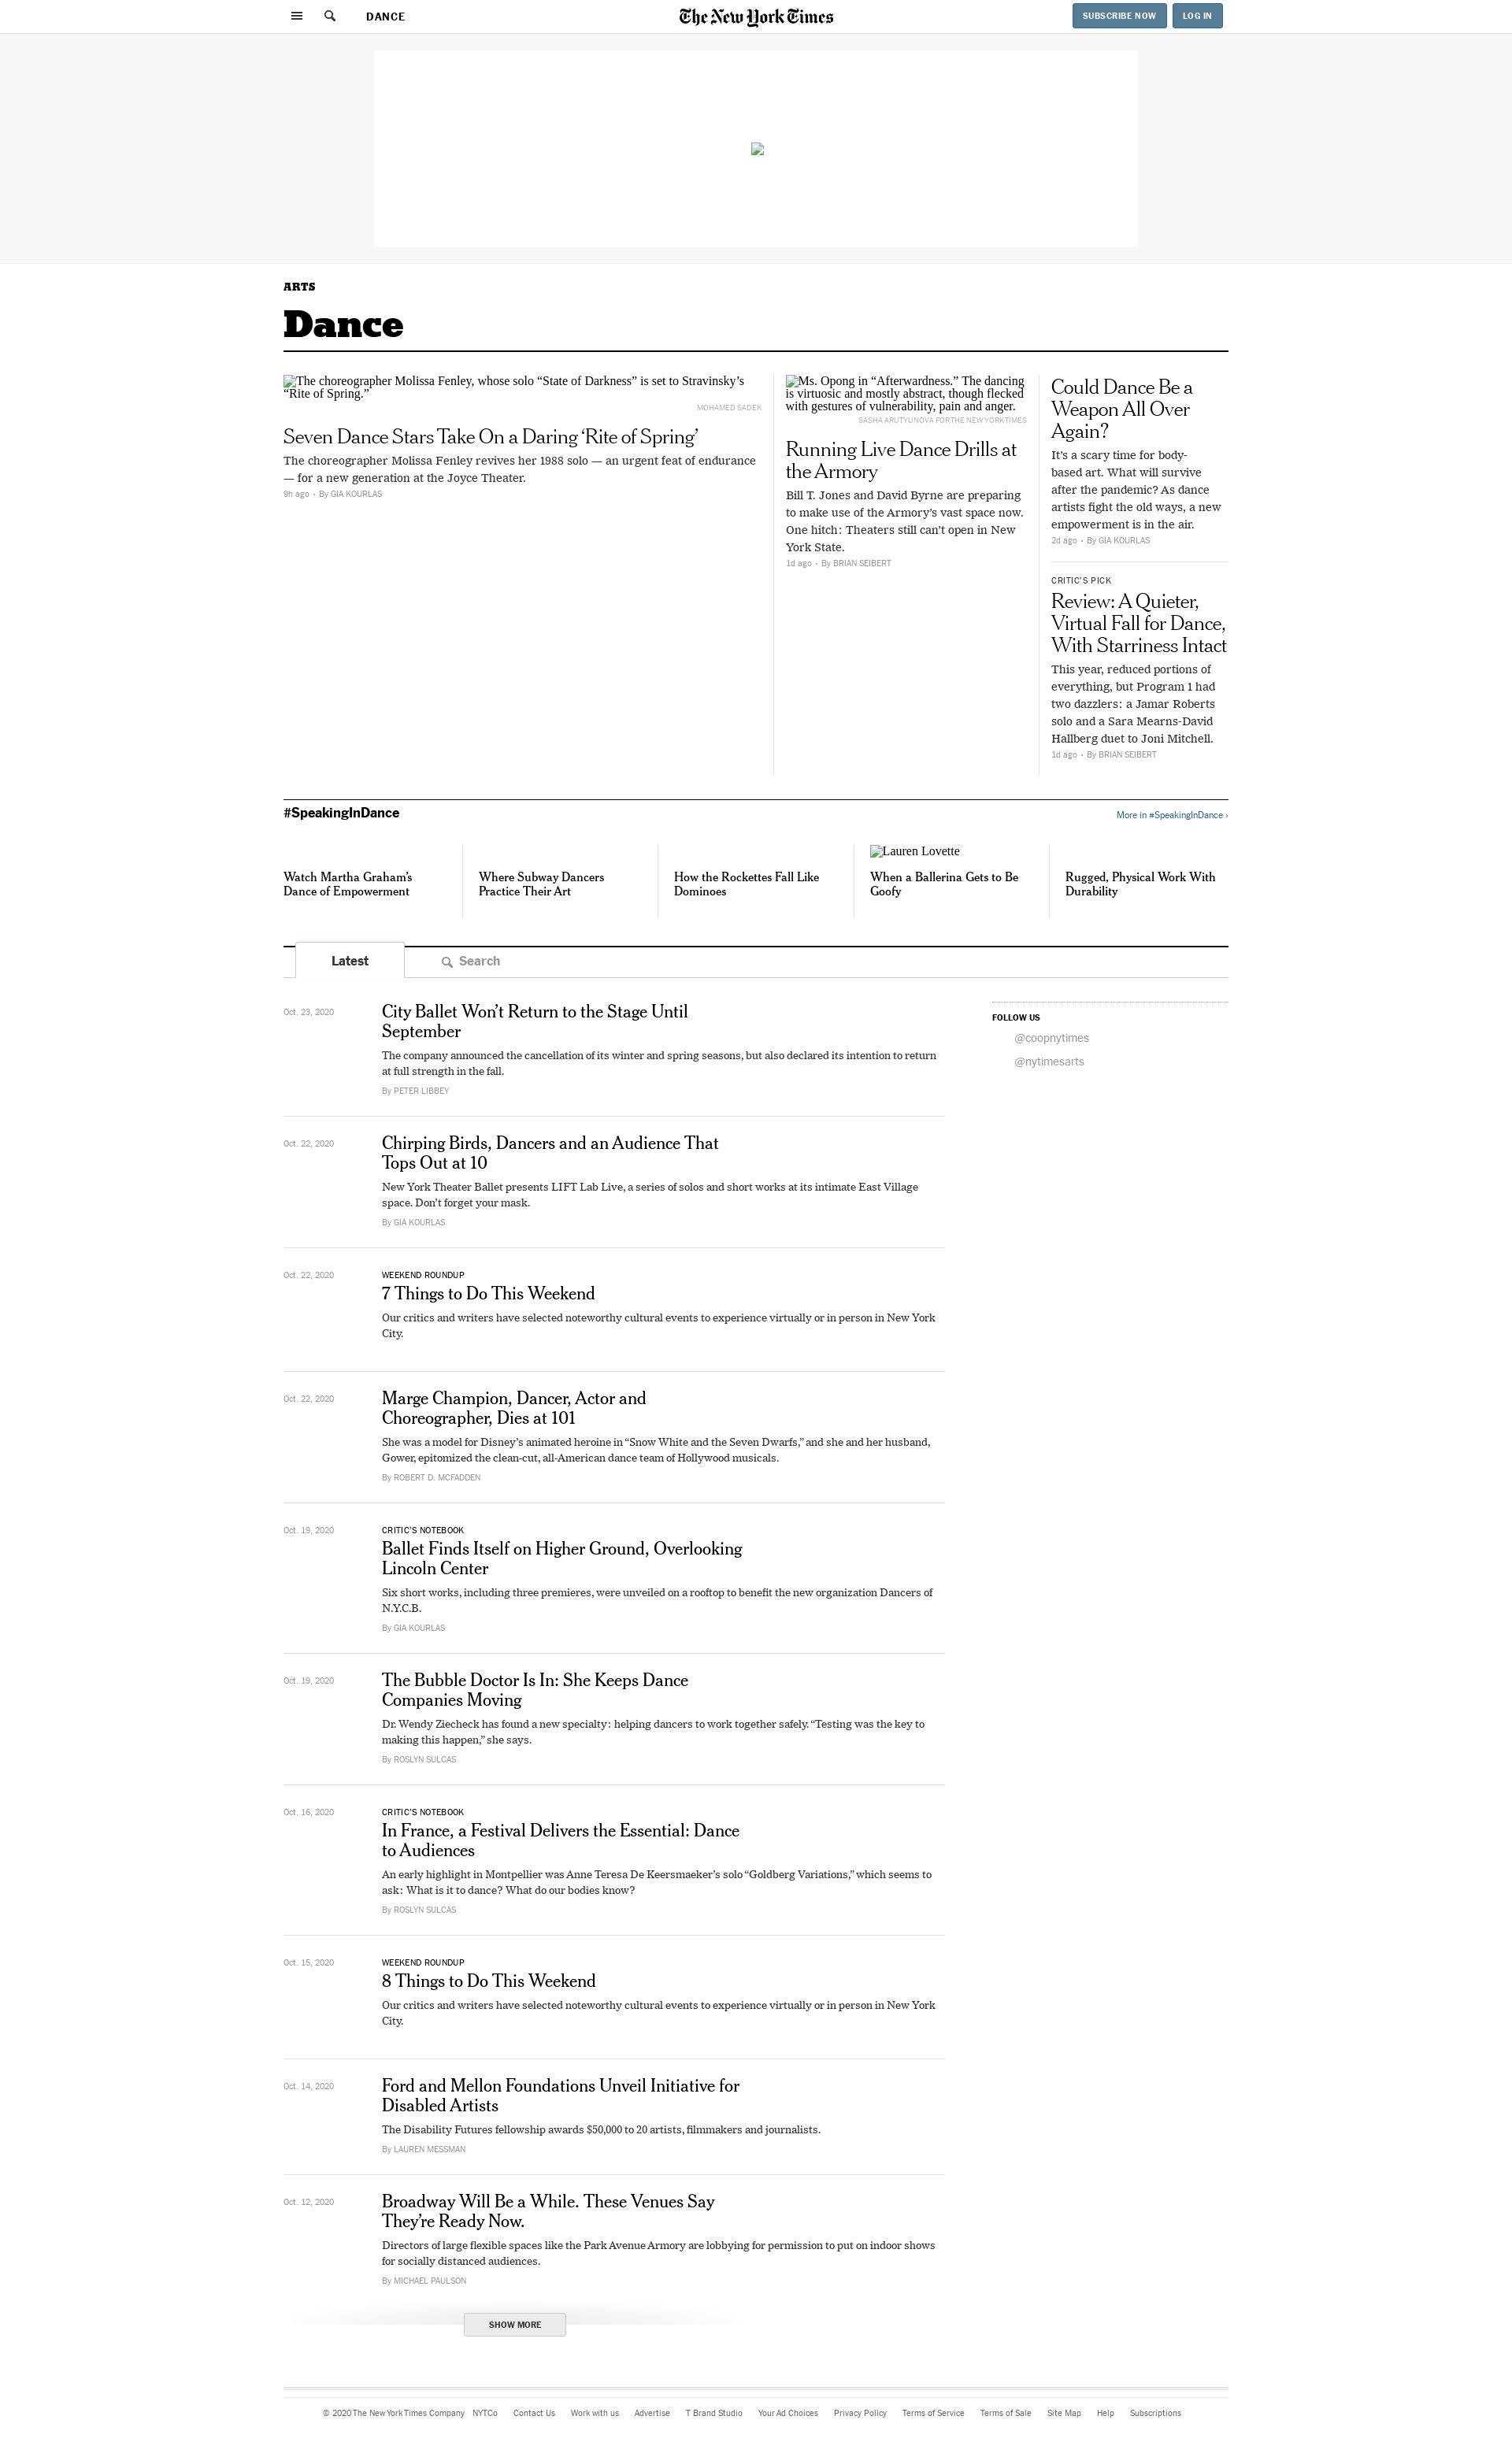 DANCE
The New York Times
SUBSCRIBE NOW
LOG IN
ARTS
Dance
The choreographer Molissa Fenley, whose solo “State of Darkness” is set to Stravinsky’s
“Rite of Spring.”
MOHAMED SADEK
Seven Dance Stars Take On a Daring ‘Rite of Spring’
The choreographer Molissa Fenley revives her 1988 solo — an urgent feat of endurance
— for a new generation at the Joyce Theater.
9h ago • By GIA KOURLAS
Ms. Opong in “Afterwardness.” The dancing
is virtuosic and mostly abstract, though flecked
with gestures of vulnerability, pain and anger.
SASHA ARUTYUNOVA FOR THE NEW YORK TIMES
Running Live Dance Drills at
the Armory
Bill T. Jones and David Byrne are preparing
to make use of the Armory’s vast space now.
One hitch: Theaters still can’t open in New
York State.
1d ago • By BRIAN SEIBERT
Could Dance Be a
Weapon All Over
Again?
It’s a scary time for body-
based art. What will survive
after the pandemic? As dance
artists fight the old ways, a new
empowerment is in the air.
2d ago • By GIA KOURLAS
CRITIC’S PICK
Review: A Quieter,
Virtual Fall for Dance,
With Starriness Intact
This year, reduced portions of
everything, but Program 1 had
two dazzlers: a Jamar Roberts
solo and a Sara Mearns-David
Hallberg duet to Joni Mitchell.
1d ago • By BRIAN SEIBERT
#SpeakingInDance
More in #SpeakingInDance ›
Watch Martha Graham’s
Dance of Empowerment
Where Subway Dancers
Practice Their Art
How the Rockettes Fall Like
Dominoes
Lauren Lovette
When a Ballerina Gets to Be
Goofy
Rugged, Physical Work With
Durability
Latest
Search
Oct. 23, 2020
City Ballet Won’t Return to the Stage Until
September
The company announced the cancellation of its winter and spring seasons, but also declared its intention to return
at full strength in the fall.
By PETER LIBBEY
FOLLOW US
@coopnytimes
@nytimesarts
Oct. 22, 2020
Chirping Birds, Dancers and an Audience That
Tops Out at 10
New York Theater Ballet presents LIFT Lab Live, a series of solos and short works at its intimate East Village
space. Don’t forget your mask.
By GIA KOURLAS
Oct. 22, 2020
WEEKEND ROUNDUP
7 Things to Do This Weekend
Our critics and writers have selected noteworthy cultural events to experience virtually or in person in New York
City.
Oct. 22, 2020
Marge Champion, Dancer, Actor and
Choreographer, Dies at 101
She was a model for Disney’s animated heroine in “Snow White and the Seven Dwarfs,” and she and her husband,
Gower, epitomized the clean-cut, all-American dance team of Hollywood musicals.
By ROBERT D. MCFADDEN
Oct. 19, 2020
CRITIC’S NOTEBOOK
Ballet Finds Itself on Higher Ground, Overlooking
Lincoln Center
Six short works, including three premieres, were unveiled on a rooftop to benefit the new organization Dancers of
N.Y.C.B.
By GIA KOURLAS
Oct. 19, 2020
The Bubble Doctor Is In: She Keeps Dance
Companies Moving
Dr. Wendy Ziecheck has found a new specialty: helping dancers to work together safely. “Testing was the key to
making this happen,” she says.
By ROSLYN SULCAS
Oct. 16, 2020
CRITIC’S NOTEBOOK
In France, a Festival Delivers the Essential: Dance
to Audiences
An early highlight in Montpellier was Anne Teresa De Keersmaeker’s solo “Goldberg Variations,” which seems to
ask: What is it to dance? What do our bodies know?
By ROSLYN SULCAS
Oct. 15, 2020
WEEKEND ROUNDUP
8 Things to Do This Weekend
Our critics and writers have selected noteworthy cultural events to experience virtually or in person in New York
City.
Oct. 14, 2020
Ford and Mellon Foundations Unveil Initiative for
Disabled Artists
The Disability Futures fellowship awards $50,000 to 20 artists, filmmakers and journalists.
By LAUREN MESSMAN
Oct. 12, 2020
Broadway Will Be a While. These Venues Say
They’re Ready Now.
Directors of large flexible spaces like the Park Avenue Armory are lobbying for permission to put on indoor shows
for socially distanced audiences.
By MICHAEL PAULSON
SHOW MORE
© 2020 The New York Times Company NYTCo Contact Us Work with us Advertise T Brand Studio Your Ad Choices Privacy Policy Terms of Service Terms of Sale Site Map Help Subscriptions